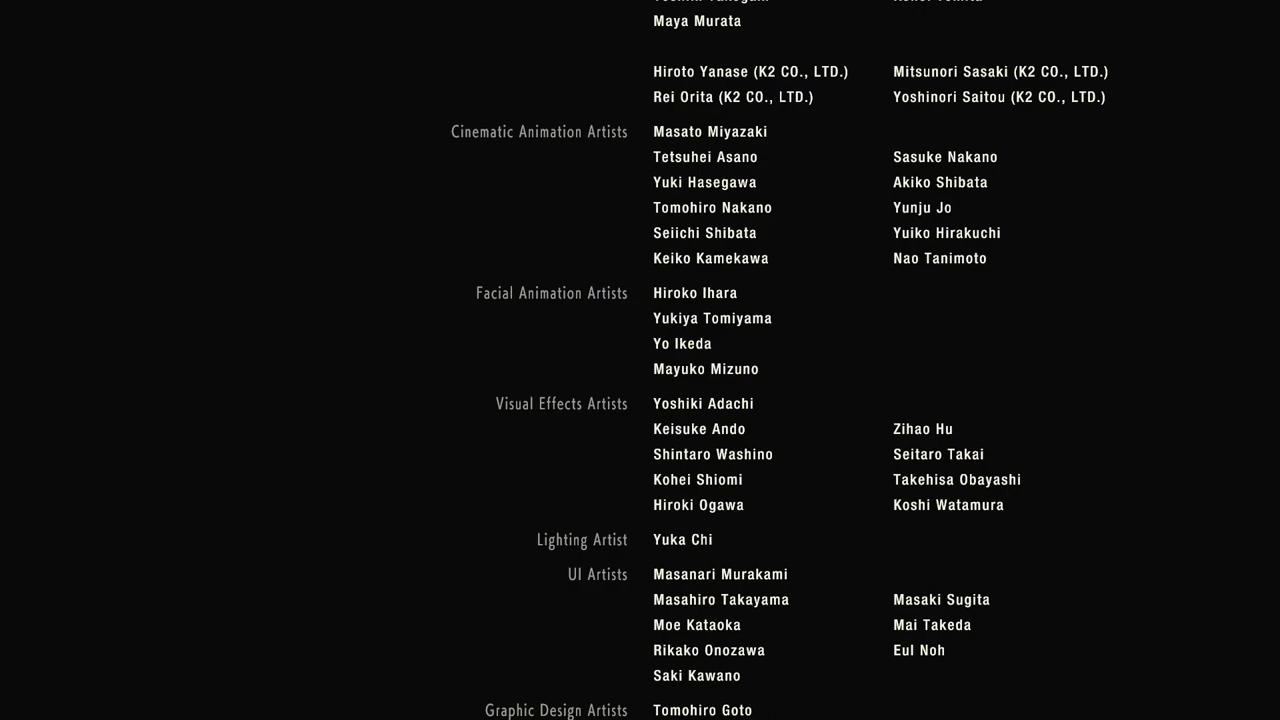 Maya Murata
Hiroto Yanase (K2 CO., LTD.) Mitsunori Sasaki (K2 CO., LTD.)
Rei Orita (K2 CO., LTD.) Yoshinori Saitou (K2 CO., LTD.)
Cinematic Animation Artists Masato Miyazaki
Tetsuhei Asano Sasuke Nakano
Yuki Hasegawa Akiko Shibata
Tomohiro Nakano Yunju Jo
Seiichi Shibata Yuiko Hirakuchi
Keiko Kamekawa Nao Tanimoto
Facial Animation Artists Hiroko Ihara
Yukiya Tomiyama
Yo Ikeda
Mayuko Mizuno
Visual Effects Artists Yoshiki Adachi
Keisuke Ando Zihao Hu
Shintaro Washino Seitaro Takai
Kohei Shiomi Takehisa Obayashi
Hiroki Ogawa Koshi Watamura
Lighting Artist Yuka Chi
UI Artists Masanari Murakami
Masahiro Takayama Masaki Sugita
Moe Kataoka Mai Takeda
Rikako Onozawa Eul Noh
Saki Kawano
Graphic Design Artists Tomohiro Goto